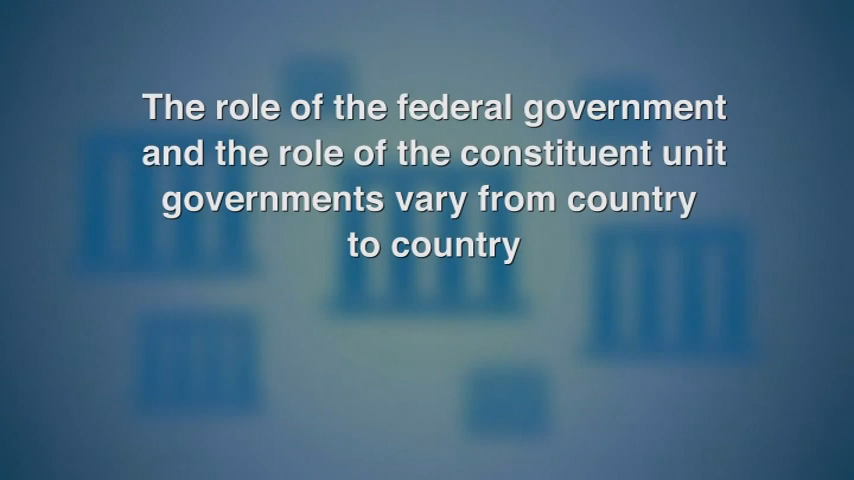 The role of the federal government
and the role of the constituent unit
governments vary from country
to country